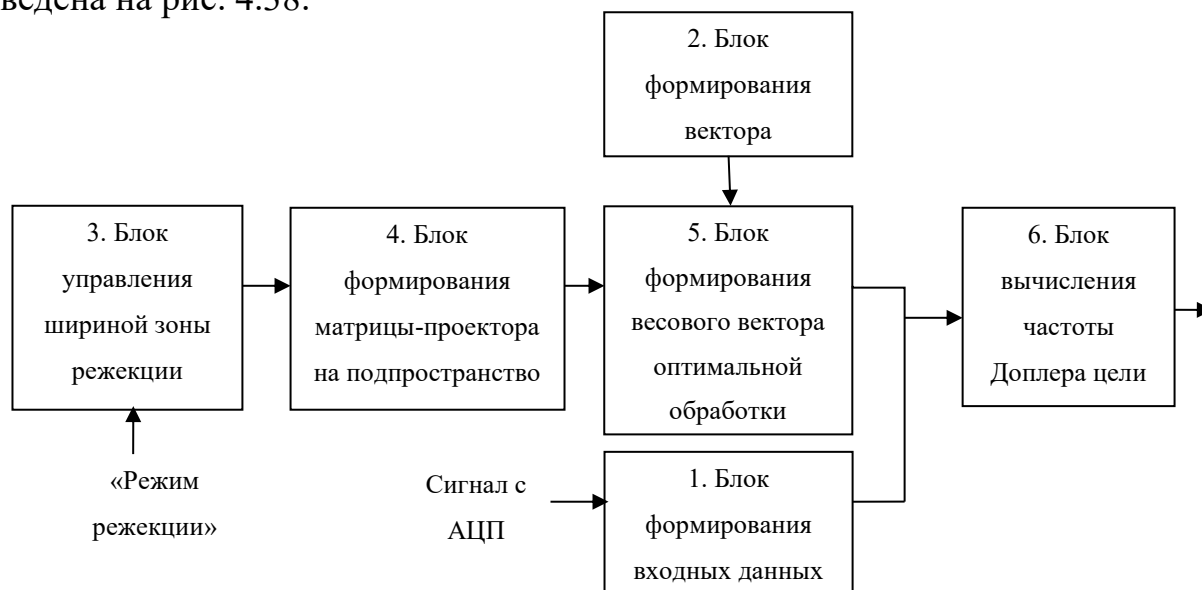 ведена на рис. 4.38.
2. Блок
формирования
вектора
3. Блок
управления
шириной зоны
режекции
4. Блок
формирования
матрицы-проектора
на подпространство
5. Блок
формирования
весового вектора
оптимальной
обработки
6. Блок
вычисления
частоты
Доплера цели
«Режим
режекции»
Сигнал с
АЦП
1. Блок
формирования
входных данных